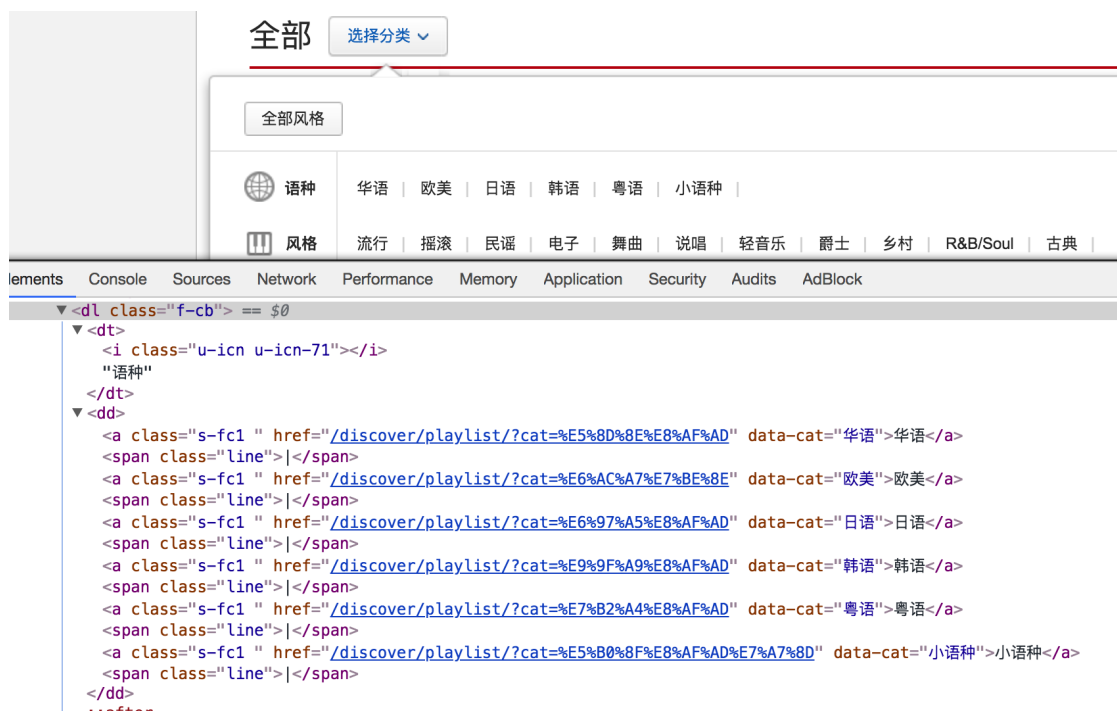 全部 选择分类
全部风格
语种 华语 | 欧美 | 日语 | 韩语 | 粤语 | 小语种 |
风格 流行 | 摇滚 | 民谣 | 电子 | 舞曲 | 说唱 | 轻音乐 | 爵士 | 乡村 | R&B/Soul | 古典 |
lements Console Sources Network Performance Memory Application Security Audits AdBlock
▼<dl class="f-cb"> == $0
▼<dt>
<i class="u-icn u-icn-71"></i>
"语种"
</dt>
▼<dd>
<a class="s-fc1 " href="/discover/playlist/?cat=%E5%8D%8E%E8%AF%AD" data-cat="华语">华语</a>
<span class="line">|</span>
<a class="s-fc1 " href="/discover/playlist/?cat=%E6%AC%A7%E7%BE%8E" data-cat="欧美">欧美</a>
<span class="line">|</span>
<a class="s-fc1 " href="/discover/playlist/?cat=%E6%97%A5%E8%AF%AD" data-cat="日语">日语</a>
<span class="line">|</span>
<a class="s-fc1 " href="/discover/playlist/?cat=%E9%9F%A9%E8%AF%AD" data-cat="韩语">韩语</a>
<span class="line">|</span>
<a class="s-fc1 " href="/discover/playlist/?cat=%E7%B2%A4%E8%AF%AD" data-cat="粤语">粤语</a>
<span class="line">|</span>
<a class="s-fc1 " href="/discover/playlist/?cat=%E5%B0%8F%E8%AF%AD%E7%A7%8D" data-cat="小语种">小语种</a>
<span class="line">|</span>
</dd>
::after